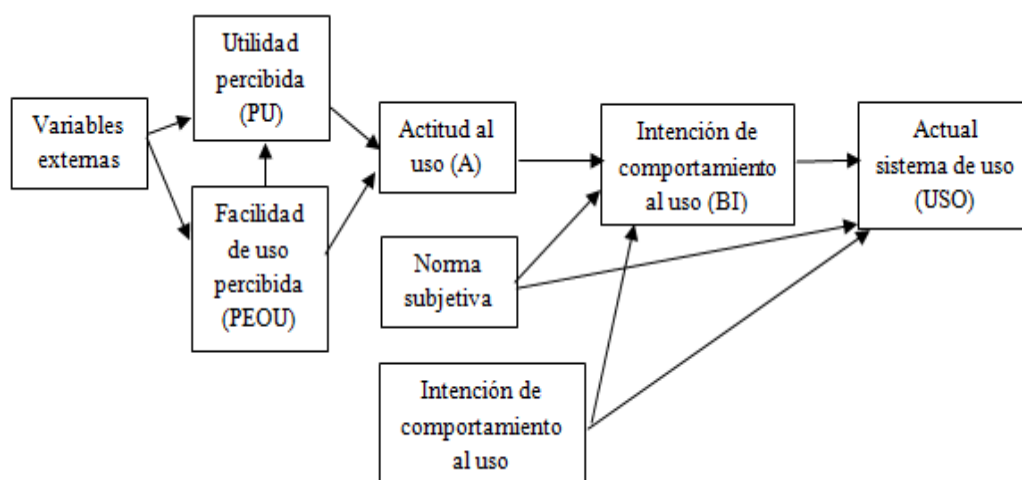 Variables
externas
Utilidad
percibida
(PU)
Facilidad
de uso
percibida
(PEOU)
Actitud al
uso (A)
Norma
subjetiva
Intención de
comportamiento
al uso
Intención de
comportamiento
al uso (BI)
Actual
sistema de uso
(USO)